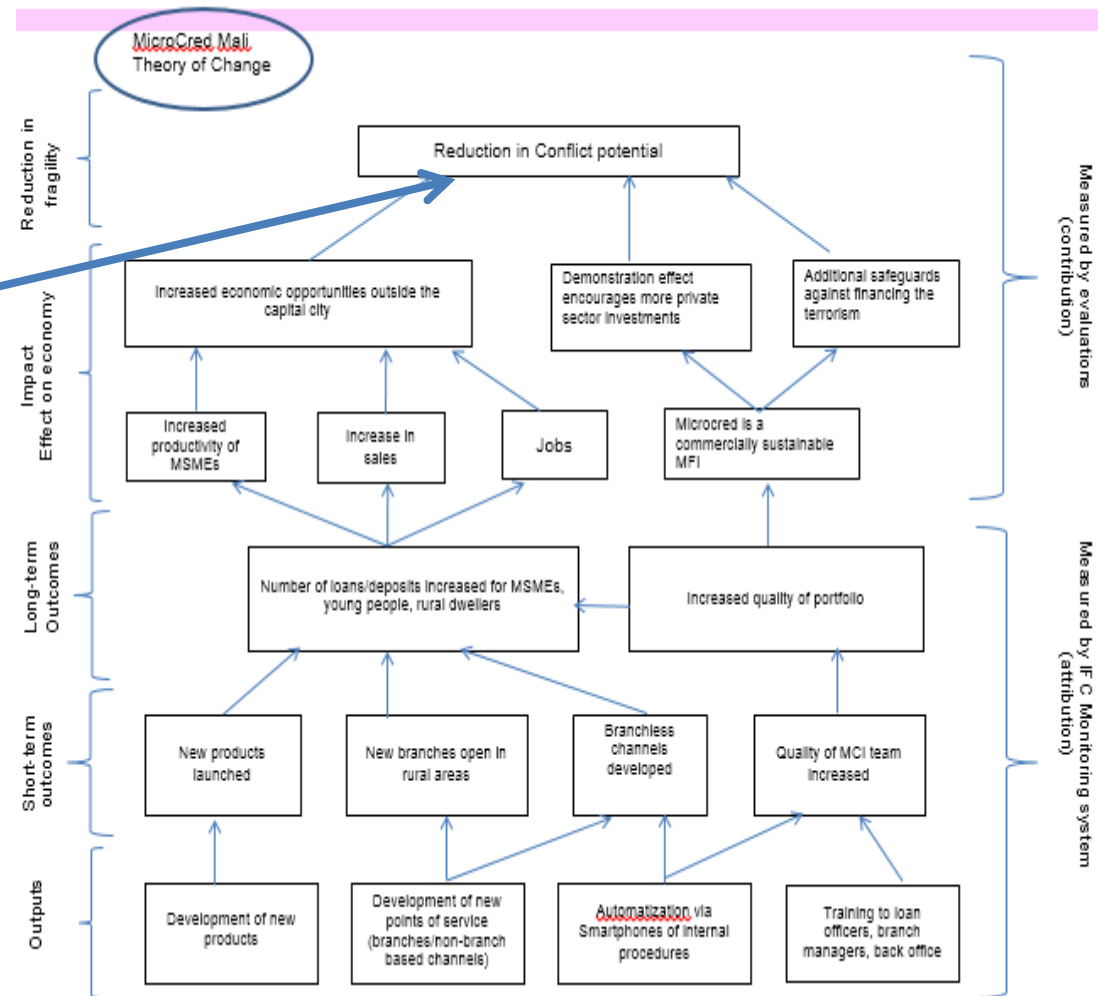 MicroCred Mali
Theory of Change
Reduction in
fragility
Reduction in Conflict potential
Measured by evaluations
(contribution)
Impact
Effect on economy
Increased economic opportunities outside the
capital city
Demonstration effect
encourages more private
sector investments
Additional safeguards
against financing the
terrorism
Increased
productivity of
MSMEs
Increase in
sales
Jobs
Microcred is a
commercially sustainable
MFI
Long-term
Outcomes
Number of loans/deposits increased for MSMEs,
young people, rural dwellers
Increased quality of portfolio
Measured by IFC Monitoring system
(attribution)
Short-term
outcomes
New products
launched
New branches open in
rural areas
Branchless
channels
developed
Quality of MCI team
increased
Outputs
Development of new
products
Development of new
points of service
(branches/non-branch
based channels)
Automatization via
Smartphones of internal
procedures
Training to loan
officers, branch
managers, back office